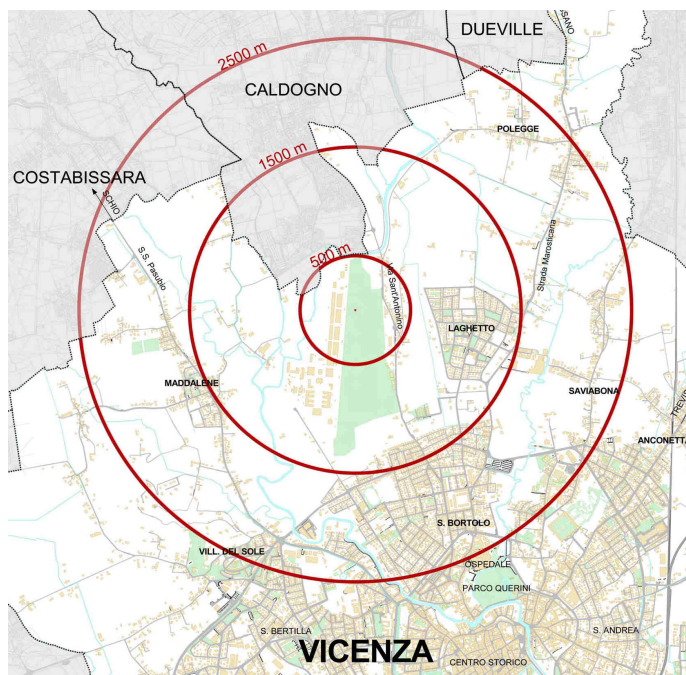 DUEVILLE
2500 m
CALDOGNO
POLEGGE
1500 m
COSTABISSARA
SCHIO
S.S. Pasubio
500 m
Via Sant'Antonino
Strada Marosticana
LAGHETTO
MADDALENE
SAVIABONA
ANCONETTA
S. BORTOLO
VILL. DEL SOLE
OSPEDALE
PARCO QUERINI
S. BERTILLA
S. ANDREA
VICENZA
CENTRO STORICO